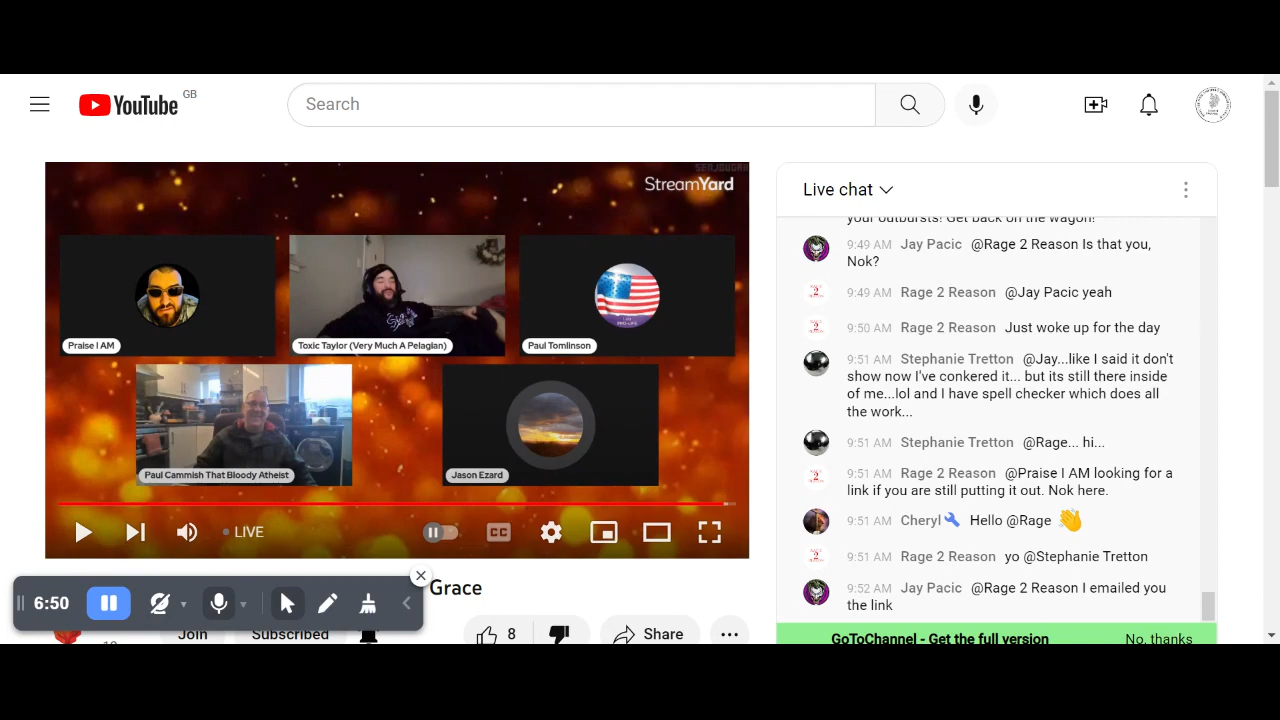 YouTube GB
Search
StreamYard
Praise I AM
Toxic Taylor (Very Much A Pelagian)
Paul Tomlinson
Paul Cammish That Bloody Atheist
Jason Ezard
LIVE
CC
6:50
Grace
Join
Subscribed
8
Share
Live chat
your outbursts! Get back on the wagon!
9:49 AM Jay Pacic @Rage 2 Reason Is that you,
Nok?
9:49 AM Rage 2 Reason @Jay Pacic yeah
9:50 AM Rage 2 Reason Just woke up for the day
9:51 AM Stephanie Tretton @Jay...like I said it don't
show now I've conkered it... but its still there inside
of me...lol and I have spell checker which does all
the work...
9:51 AM Stephanie Tretton @Rage... hi...
9:51 AM Rage 2 Reason @Praise I AM looking for a
link if you are still putting it out. Nok here.
9:51 AM Cheryl Hello @Rage 👋
9:51 AM Rage 2 Reason yo @Stephanie Tretton
9:52 AM Jay Pacic @Rage 2 Reason I emailed you
the link
GoToChannel - Get the full version
No, thanks